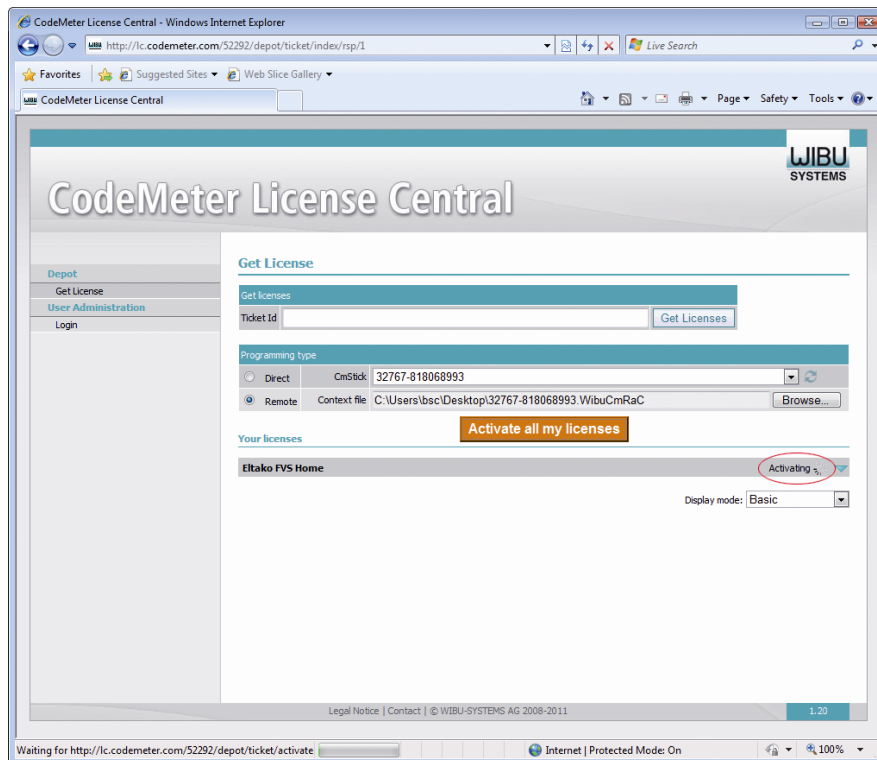 CodeMeter License Central - Windows Internet Explorer
http://lc.codemeter.com/52292/depot/ticket/index/rsp/1
Live Search
Favorites
Suggested Sites
Web Slice Gallery
CodeMeter License Central
Page
Safety
Tools
WIBU
SYSTEMS
CodeMeter License Central
Depot
Get License
User Administration
Login
Get License
Get licenses
Ticket Id
Get Licenses
Programming type
Direct
CmStick
32767-818068993
Remote
Context file
C:\Users\bsc\Desktop\32767-818068993.WibuCmRaC
Browse...
Activate all my licenses
Your licenses
Eltako FVS Home
Activating
Display mode:
Basic
Legal Notice | Contact | © WIBU-SYSTEMS AG 2008-2011
1.20
Waiting for http://lc.codemeter.com/52292/depot/ticket/activate
Internet | Protected Mode: On
100%